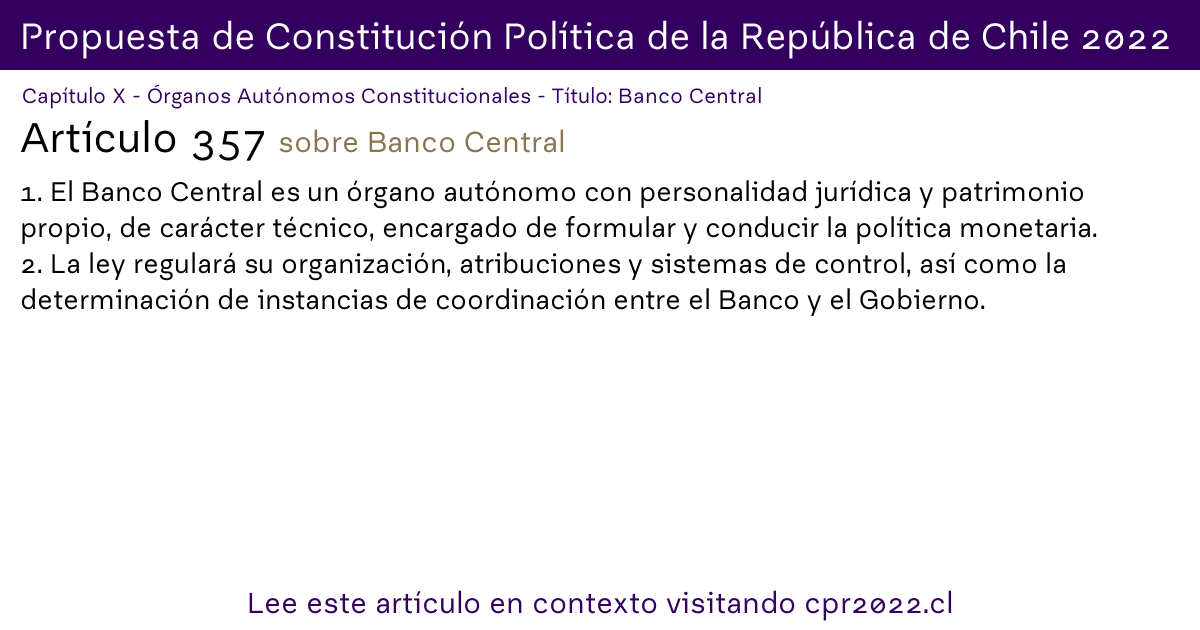 Propuesta de Constitución Política de la República de Chile 2022
Capítulo X - Órganos Autónomos Constitucionales - Título: Banco Central
Artículo 357 sobre Banco Central
1. El Banco Central es un órgano autónomo con personalidad jurídica y patrimonio
propio, de carácter técnico, encargado de formular y conducir la política monetaria.
2. La ley regulará su organización, atribuciones y sistemas de control, así como la
determinación de instancias de coordinación entre el Banco y el Gobierno.
Lee este artículo en contexto visitando cpr2022.cl